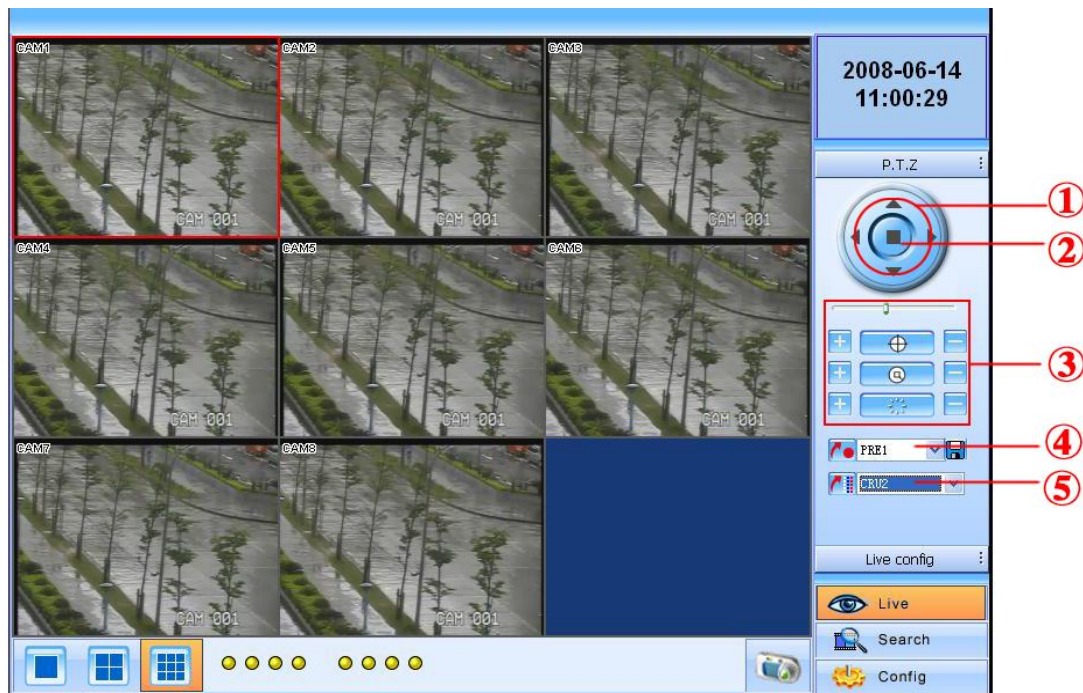 CAM1
CAM 001
CAM2
CAM 001
CAM3
CAM 001
CAM4
CAM 001
CAM5
CAM 001
CAM6
CAM 001
CAM7
CAM 001
CAM8
CAM 001
2008-06-14
11:00:29
P.T.Z
①
②
③
PRE1
④
CRU2
⑤
Live config
Live
Search
Config